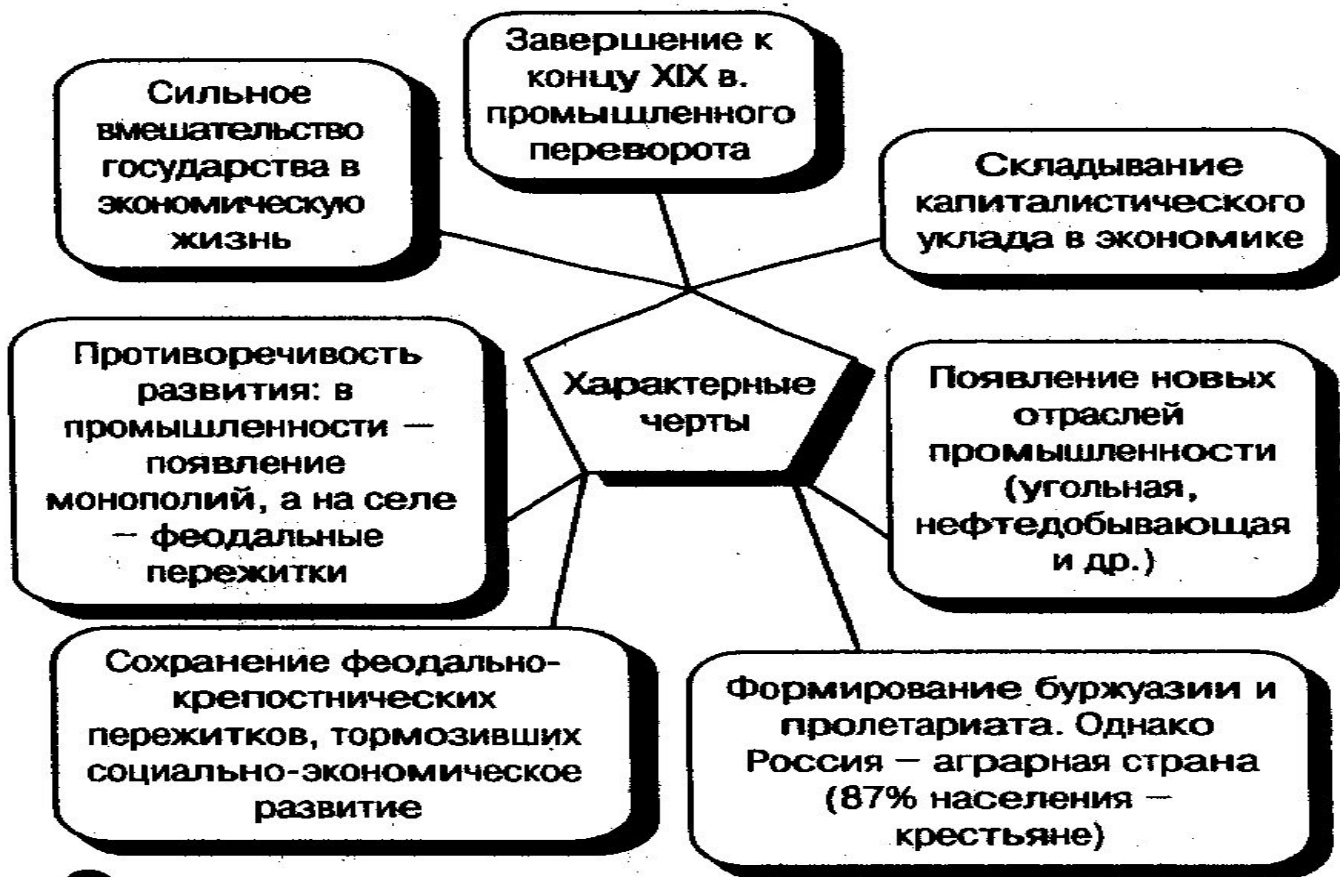 Завершение к
концу XIX в.
промышленного
переворота
Сильное
вмешательство
государства в
экономическую
жизнь
Складывание
капиталистического
уклада в экономике
Противоречивость
развития: в
промышленности —
появление
монополий, а на селе
— феодальные
пережитки
Характерные
черты
Появление новых
отраслей
промышленности
(угольная,
нефтедобывающая
и др.)
Сохранение феодально-
крепостнических
пережитков, тормозивших
социально-экономическое
развитие
Формирование буржуазии и
пролетариата. Однако
Россия — аграрная страна
(87% населения —
крестьяне)